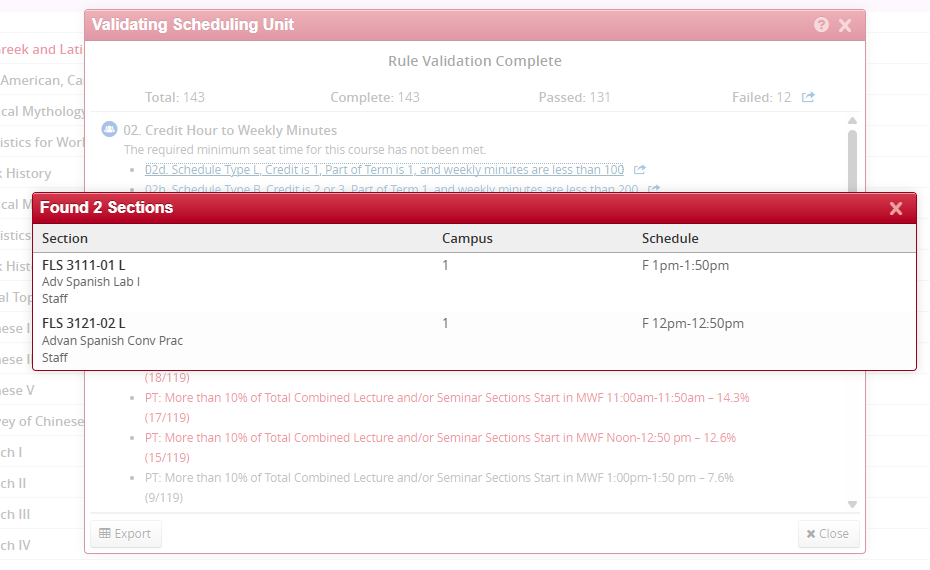 Validating Scheduling Unit
Rule Validation Complete
Total: 143 Complete: 143 Passed: 131 Failed: 12
02. Credit Hour to Weekly Minutes
The required minimum seat time for this course has not been met.
02d. Schedule Type L, Credit is 1, Part of Term is 1, and weekly minutes are less than 100
02h. Schedule Type B, Credit is 2 or 3, Part of Term 1, and weekly minutes are less than 200
Found 2 Sections
Section Campus Schedule
FLS 3111-01 L 1 F 1pm-1:50pm
Adv Spanish Lab I
Staff
FLS 3121-02 L 1 F 12pm-12:50pm
Advan Spanish Conv Prac
Staff
(18/119)
PT: More than 10% of Total Combined Lecture and/or Seminar Sections Start in MWF 11:00am-11:50am – 14.3%
(17/119)
PT: More than 10% of Total Combined Lecture and/or Seminar Sections Start in MWF Noon-12:50 pm – 12.6%
(15/119)
PT: More than 10% of Total Combined Lecture and/or Seminar Sections Start in MWF 1:00pm-1:50 pm – 7.6%
(9/119)
Export
Close
reek and Lati
American, Ca
cal Mythology
istics for Worl
History
cal M
istics
Hist
al Top
ese I
ese I
ese V
ey of Chinese
ch I
ch II
ch III
ch IV